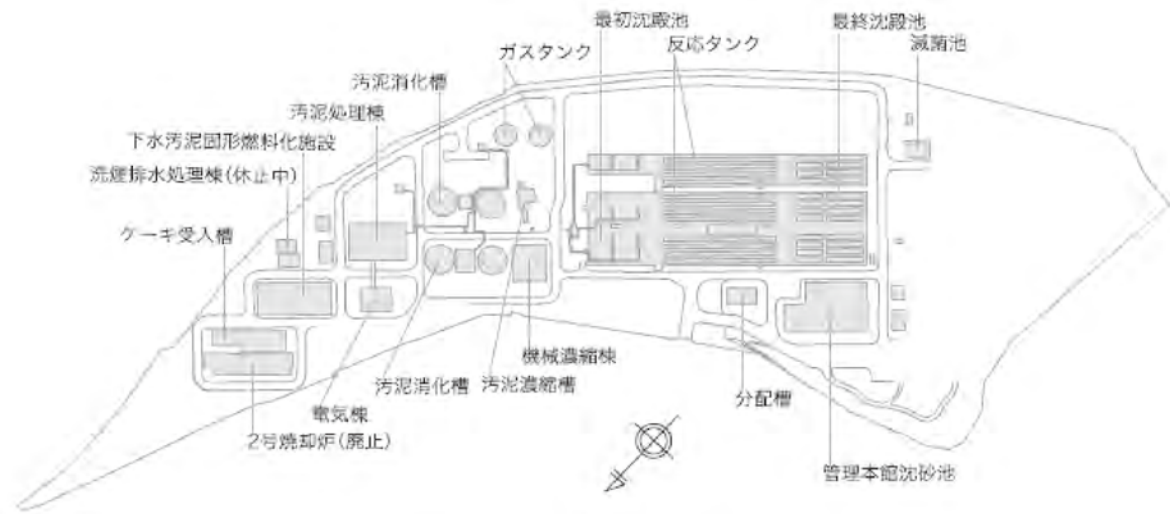 最初沈殿池
最終沈殿池
反応タンク
滅菌池
ガスタンク
汚泥消化槽
汚泥処理棟
下水汚泥固形燃料化施設
洗煙排水処理棟(休止中)
ケーキ受入槽
機械濃縮棟
汚泥消化槽
汚泥濃縮槽
分配槽
電気棟
2号焼却炉(廃止)
管理本館沈砂池